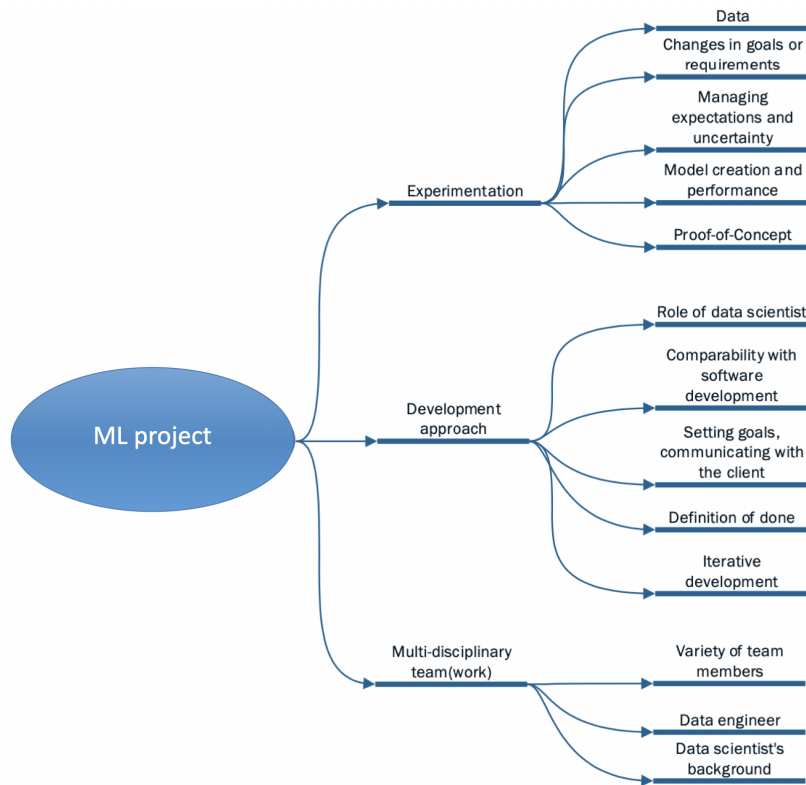 Data
Changes in goals or
requirements
Managing
expectations and
uncertainty
Model creation and
performance
Experimentation
Proof-of-Concept
Role of data scientist
Comparability with
software
development
ML project
Development
approach
Setting goals,
communicating with
the client
Definition of done
Iterative
development
Multi-disciplinary
team(work)
Variety of team
members
Data engineer
Data scientist's
background